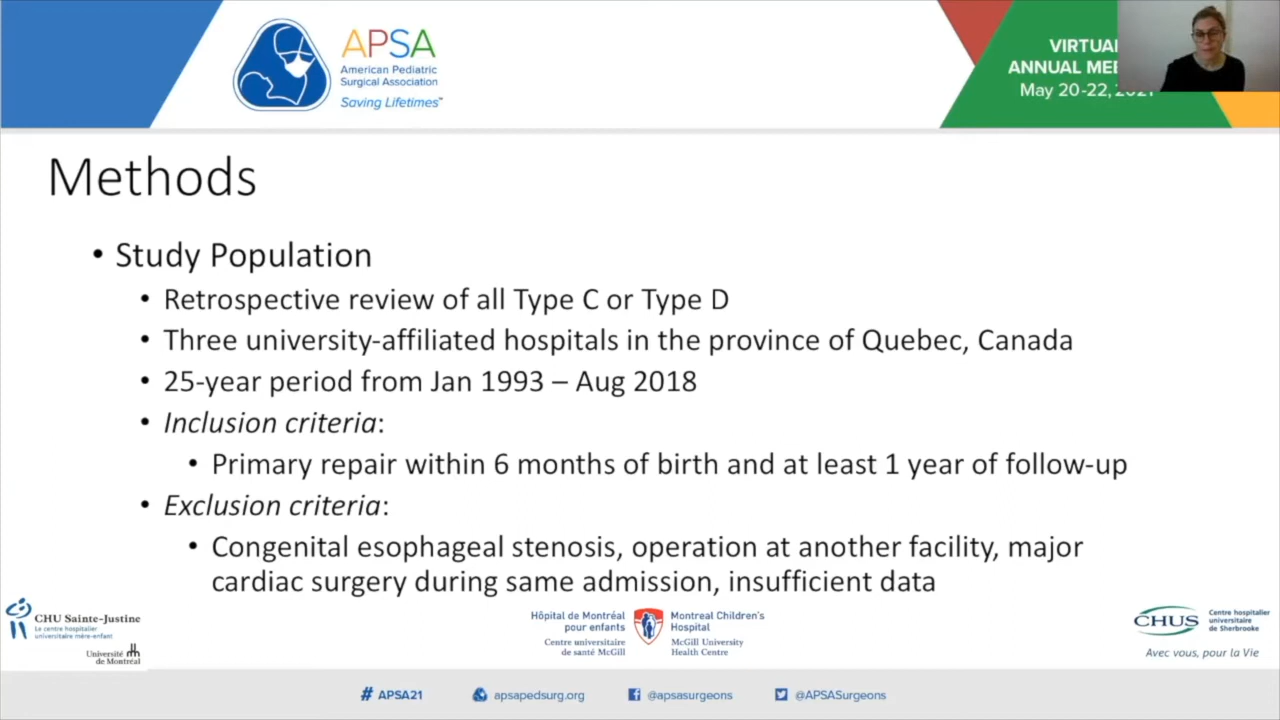 APSA
American Pediatric
Surgical Association
Saving Lifetimes™
VIRTUAL
ANNUAL
May 20-22, 2021
Methods
• Study Population
• Retrospective review of all Type C or Type D
• Three university-affiliated hospitals in the province of Quebec, Canada
• 25-year period from Jan 1993 – Aug 2018
• Inclusion criteria:
• Primary repair within 6 months of birth and at least 1 year of follow-up
• Exclusion criteria:
• Congenital esophageal stenosis, operation at another facility, major
cardiac surgery during same admission, insufficient data
CHU Sainte-Justine
Le centre hospitalier
universitaire mère-enfant
Université
de Montréal
Hôpital de Montréal
pour enfants
Centre universitaire
de santé McGill
Montreal Children's
Hospital
McGill University
Health Centre
CHUS
Centre hospitalier
universitaire
de Sherbrooke
Avec vous, pour la Vie
# APSA21
apsapedsurg.org
@apsasurgeons
@APSASurgeons